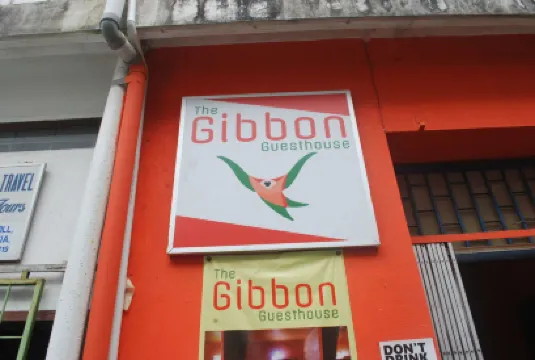 The
Gibbon
Guesthouse
The
Gibbon
Guesthouse
TRAVEL
Tours
DON'T
DRINK